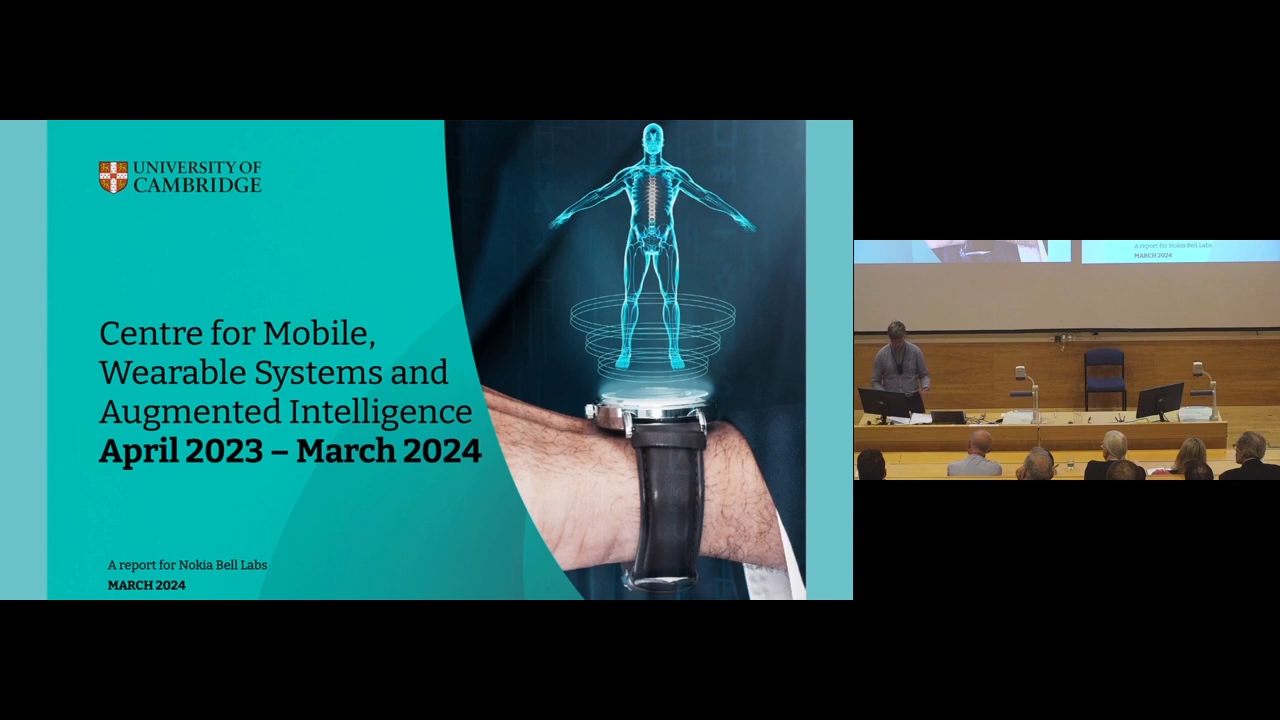 UNIVERSITY OF
CAMBRIDGE
Centre for Mobile,
Wearable Systems and
Augmented Intelligence
April 2023 – March 2024
A report for Nokia Bell Labs
MARCH 2024
A report for Nokia Bell Labs
MARCH 2024